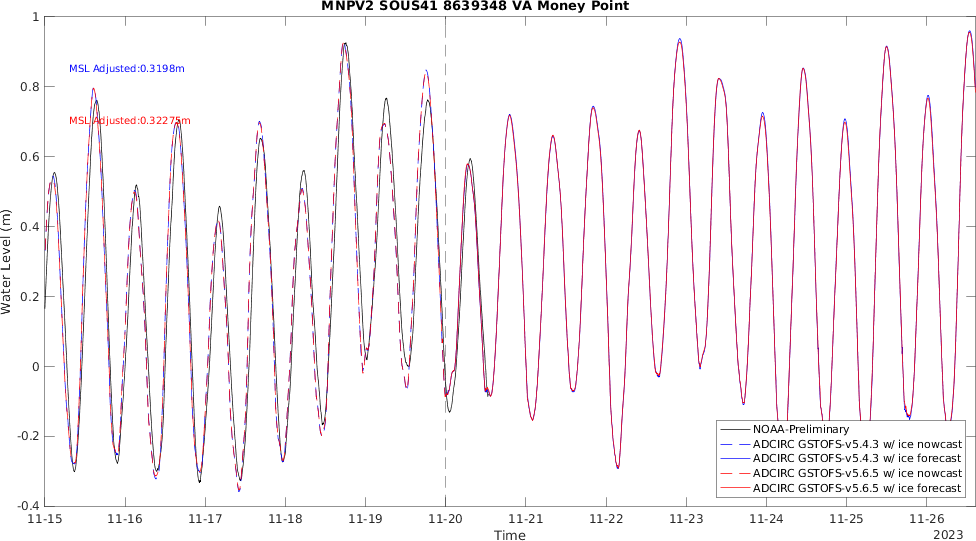 MNPV2 SOUS41 8639348 VA Money Point
1
0.8
0.6
0.4
0.2
0
-0.2
-0.4
Water Level (m)
MSL Adjusted:0.3198m
MSL Adjusted:0.32275m
NOAA-Preliminary
ADCIRC GSTOFS-v5.4.3 w/ ice nowcast
ADCIRC GSTOFS-v5.4.3 w/ ice forecast
ADCIRC GSTOFS-v5.6.5 w/ ice nowcast
ADCIRC GSTOFS-v5.6.5 w/ ice forecast
11-15 11-16 11-17 11-18 11-19 11-20 11-21 11-22 11-23 11-24 11-25 11-26
Time
2023